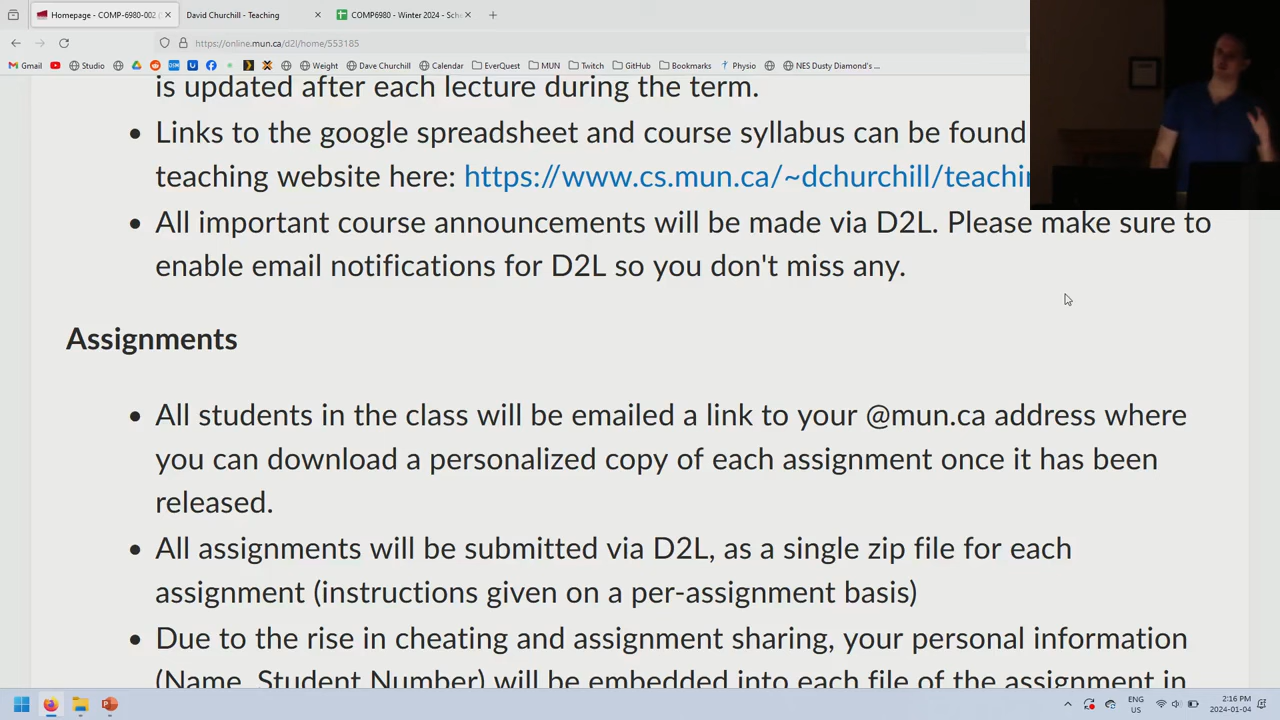 Homepage - COMP-6980-002 (
David Churchill - Teaching
COMP6980 - Winter 2024 - Sch
https://online.mun.ca/d2l/home/553185
Gmail
Studio
Weight
Dave Churchill
Calendar
EverQuest
MUN
Twitch
GitHub
Bookmarks
Physio
NES Dusty Diamond's ...
is updated after each lecture during the term.
• Links to the google spreadsheet and course syllabus can be found
teaching website here: https://www.cs.mun.ca/~dchurchill/teachin
• All important course announcements will be made via D2L. Please make sure to
enable email notifications for D2L so you don't miss any.
Assignments
• All students in the class will be emailed a link to your @mun.ca address where
you can download a personalized copy of each assignment once it has been
released.
• All assignments will be submitted via D2L, as a single zip file for each
assignment (instructions given on a per-assignment basis)
• Due to the rise in cheating and assignment sharing, your personal information
(Name, Student Number) will be embedded into each file of the assignment in
ENG
US
2:16 PM
2024-01-04